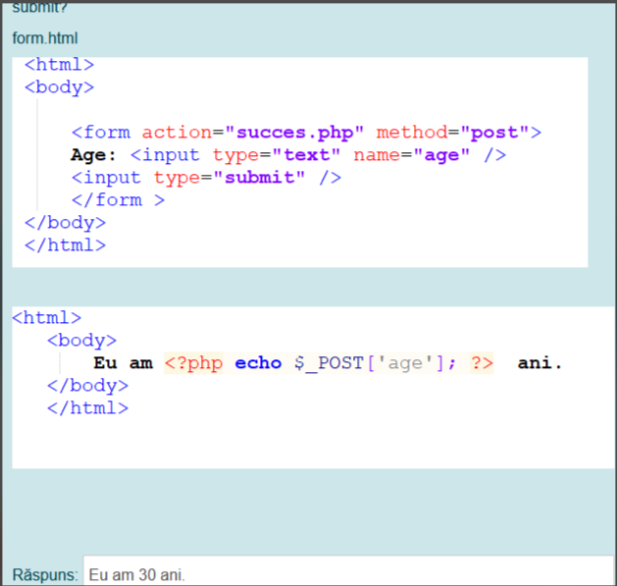 submit?
form.html
<html>
<body>
<form action="succes.php" method="post">
Age: <input type="text" name="age" />
<input type="submit" />
</form >
</body>
</html>
<html>
<body>
Eu am <?php echo $_POST['age']; ?> ani.
</body>
</html>
Răspuns: Eu am 30 ani.